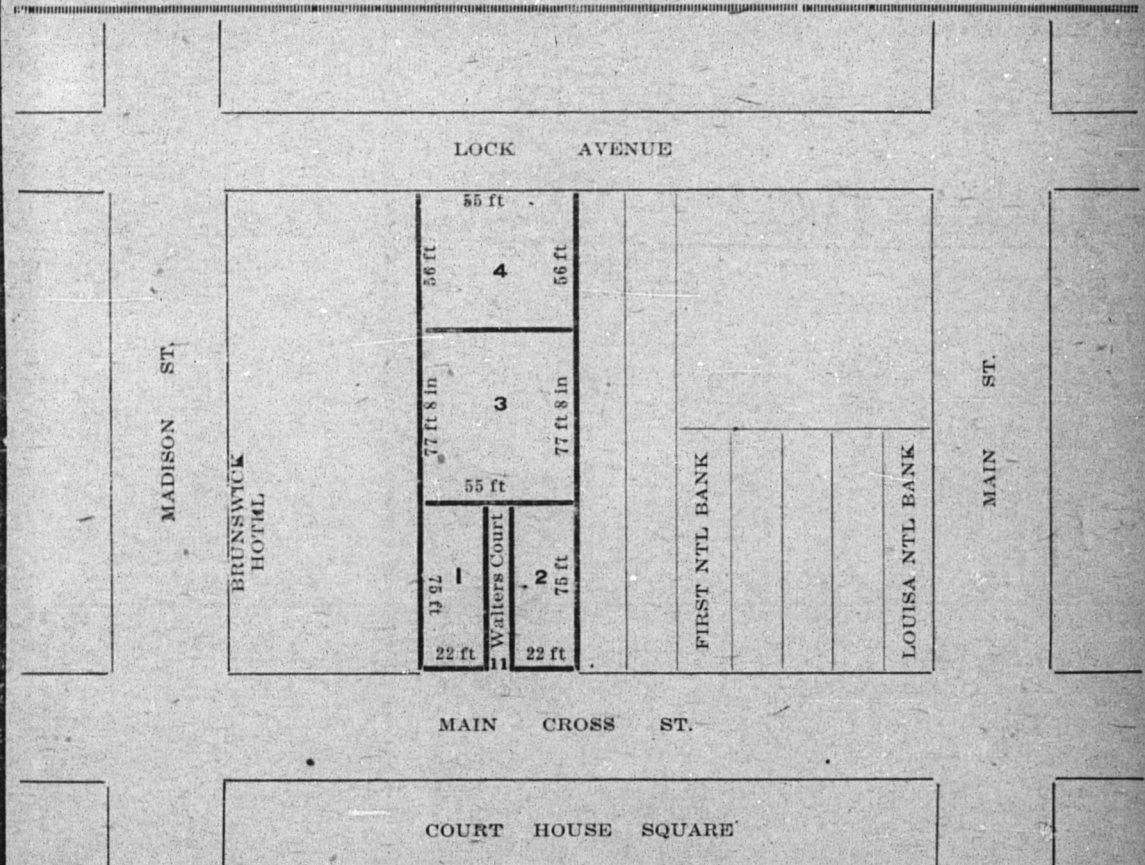 LOCK AVENUE
55 ft
56 ft
4
56 ft
77 ft 8 in
3
77 ft 8 in
55 ft
MADISON ST.
BRUNSWICK
HOTEL
75 ft
1
Walters Court
2
75 ft
22 ft
11
22 ft
FIRST NTL BANK
LOUISA NTL BANK
MAIN ST.
MAIN CROSS ST.
COURT HOUSE SQUARE